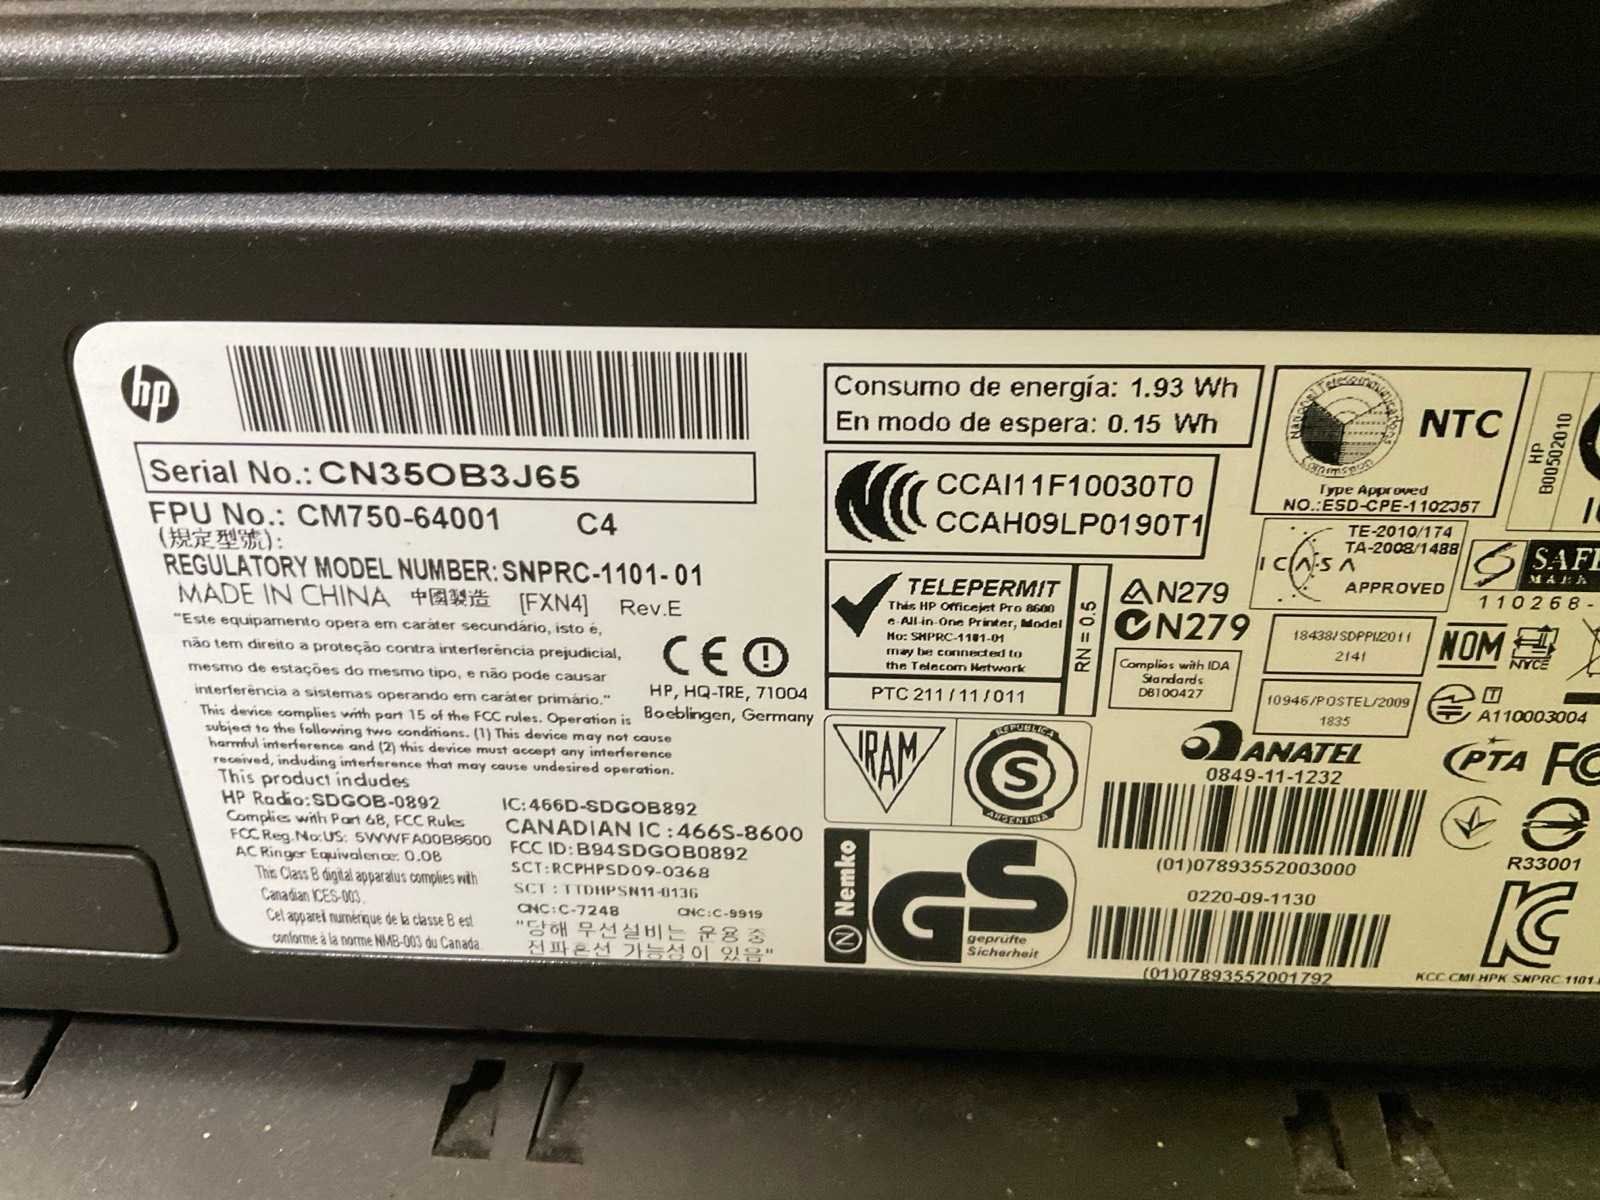 hp
Serial No.: CN35OB3J65
FPU No.: CM750-64001 C4
(規定型號):
REGULATORY MODEL NUMBER: SNPRC-1101-01
MADE IN CHINA 中國製造 [FXN4] Rev.E
"Este equipamento opera em caráter secundário, isto é,
não tem direito a proteção contra interferência prejudicial,
mesmo de estações do mesmo tipo, e não pode causar
interferência a sistemas operando em caráter primário."
CE
HP, HQ-TRE, 71004
Boeblingen, Germany
This device complies with part 15 of the FCC rules. Operation is
subject to the following two conditions. (1) This device may not cause
harmful interference and (2) this device must accept any interference
received, including interference that may cause undesired operation.
This product includes
HP Radio: SDGOB-0892
Complies with Part 68, FCC Rules
FCC Reg.No:US: 5WWFA00B8600
AC Ringer Equivalence: 0.0B
This Class B digital apparatus complies with
Canadian ICES-003.
Cet appareil numérique de la classe B est
conforme à la norme NMB-003 du Canada
IC: 466D-SDGOB892
CANADIAN IC : 466S-8600
FCC ID: B94SDGOB0892
SCT: RCPHPSD09-0368
SCT : TTDHPSN11-0136
CNC: C-7248 CNC: C-9919
"당해 무선설비는 운용 중
전파혼선 가능성이 있음"
Consumo de energía: 1.93 Wh
En modo de espera: 0.15 Wh
CCAI11F10030T0
CCAH09LP0190T1
TELEPERMIT
This HP Officejet Pro 8600
e-All-in-One Printer, Model
No: SNPRC-1101-01
may be connected to
the Telecom Network
RN = 0.5
PTC 211/11/011
IRAM
REPUBLICA
S
ARGENTINA
Nemko
N
GS
geprüfte
Sicherheit
National Telecommunications
Commission
NTC
Type Approved
NO.: ESD-CPE-1102357
HP
B00502010
N279
N279
Complies with IDA
Standards
DB100427
ICASA
TE-2010/174
TA-2008/1488
APPROVED
18438/SDPPI/2011
2141
10946/POSTEL/2009
1835
ANATEL
0849-11-1232
(01)07893552003000
0220-09-1130
(01)07893552001792
SAFE
MARK
110268-
NOM
NYCE
T
A110003004
PTA
FC
R33001
KC
KCC-CMI-HPK-SNPRC-1101-